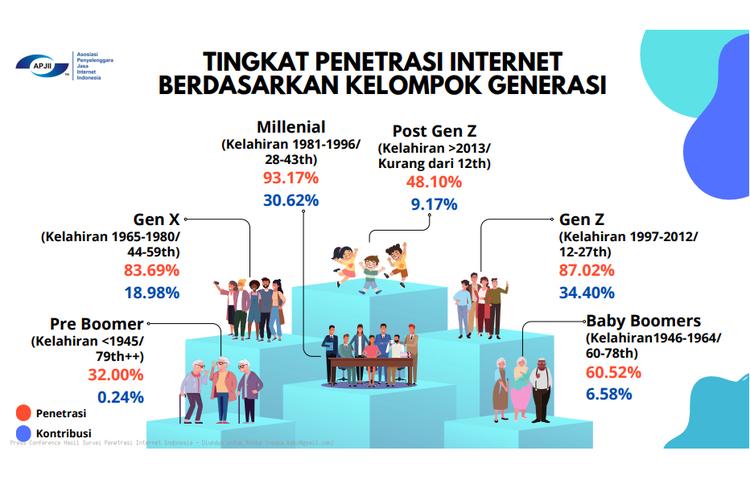 APJII
Asosiasi
Penyelenggara
Jasa
Internet
Indonesia
TINGKAT PENETRASI INTERNET
BERDASARKAN KELOMPOK GENERASI
Millenial
(Kelahiran 1981-1996/
28-43th)
93.17%
30.62%
Post Gen Z
(Kelahiran >2013/
Kurang dari 12th)
48.10%
9.17%
Gen X
(Kelahiran 1965-1980/
44-59th)
83.69%
18.98%
Gen Z
(Kelahiran 1997-2012/
12-27th)
87.02%
34.40%
Pre Boomer
(Kelahiran <1945/
79th++)
32.00%
0.24%
Baby Boomers
(Kelahiran1946-1964/
60-78th)
60.52%
6.58%
Penetrasi
Kontribusi
Press Conference Hasil Survei Penetrasi Internet Indonesia - Diunduh untuk